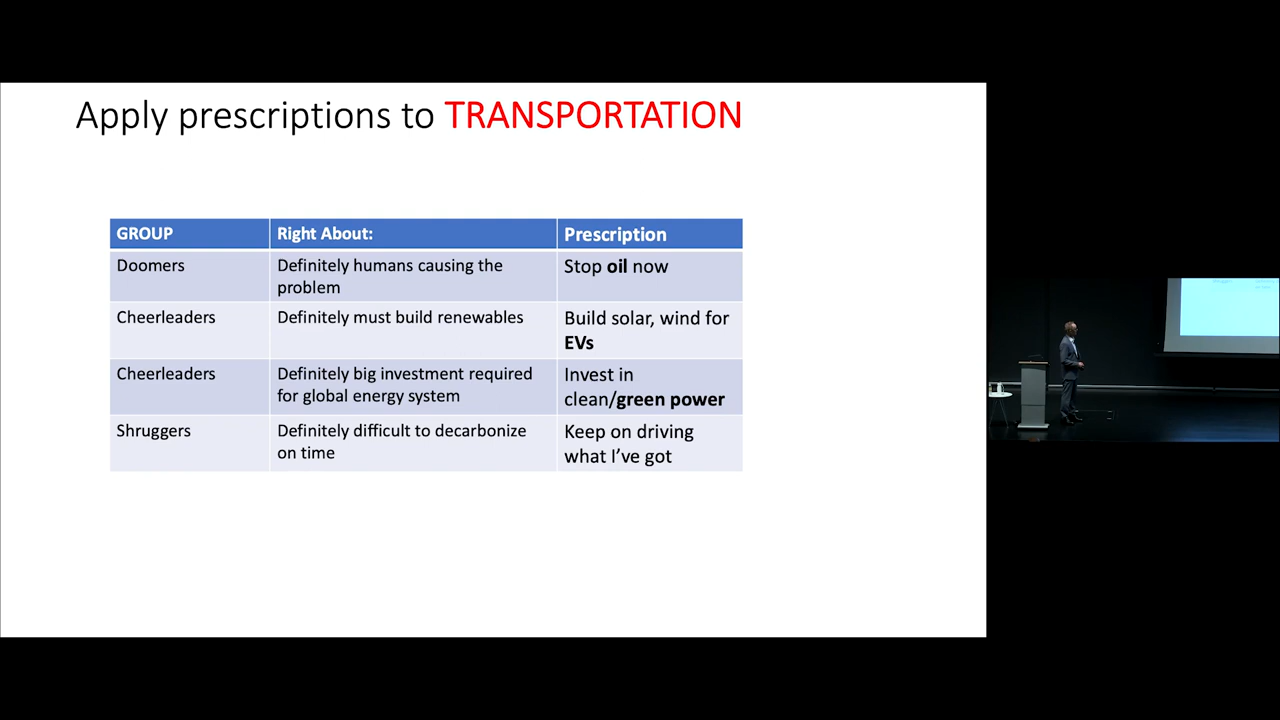 Apply prescriptions to TRANSPORTATION
GROUP
Right About:
Prescription
Doomers
Definitely humans causing the
problem
Stop oil now
Cheerleaders
Definitely must build renewables
Build solar, wind for
EVs
Cheerleaders
Definitely big investment required
for global energy system
Invest in
clean/green power
Shruggers
Definitely difficult to decarbonize
on time
Keep on driving
what I've got